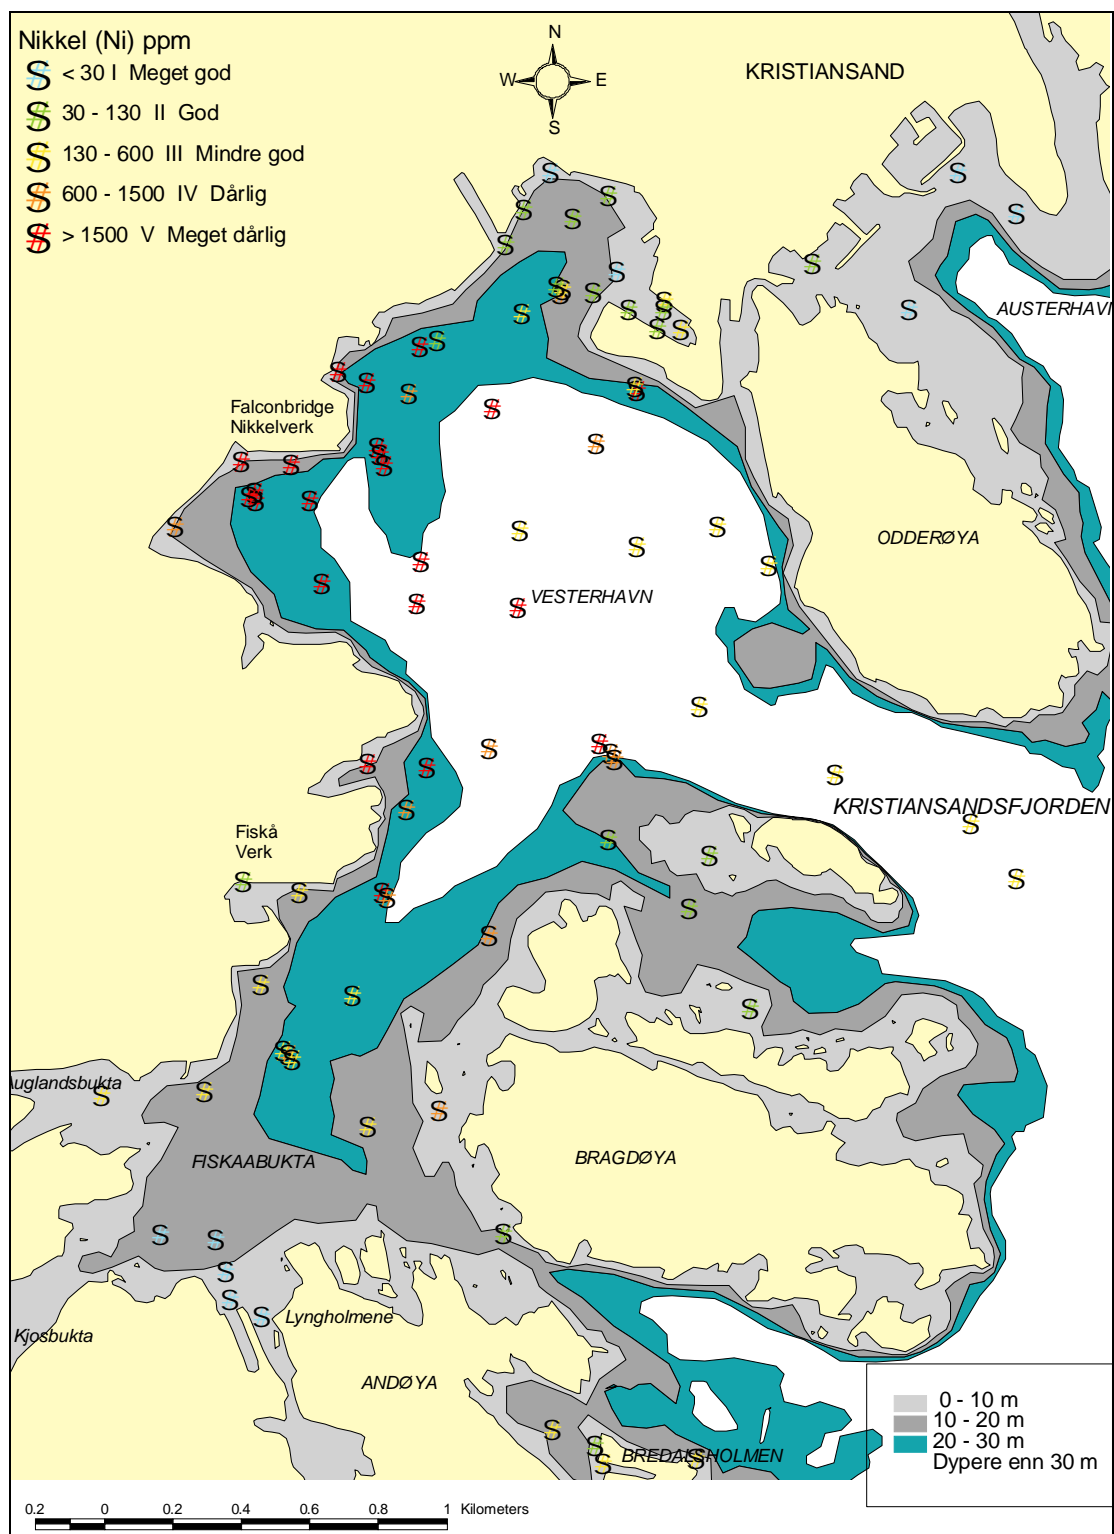 Nikkel (Ni) ppm
< 30 I Meget god
30 - 130 II God
130 - 600 III Mindre god
600 - 1500 IV Dårlig
> 1500 V Meget dårlig
N
W E
S
KRISTIANSAND
AUSTERHAVN
Falconbridge
Nikkelverk
ODDERØYA
VESTERHAVN
KRISTIANSANDSFJORDEN
Fiskå
Verk
Auglandsbukta
FISKAABUKTA
BRAGDØYA
Lyngholmene
Kjosbukta
ANDØYA
BREDALSHOLMEN
0 - 10 m
10 - 20 m
20 - 30 m
Dypere enn 30 m
0.2 0 0.2 0.4 0.6 0.8 1 Kilometers